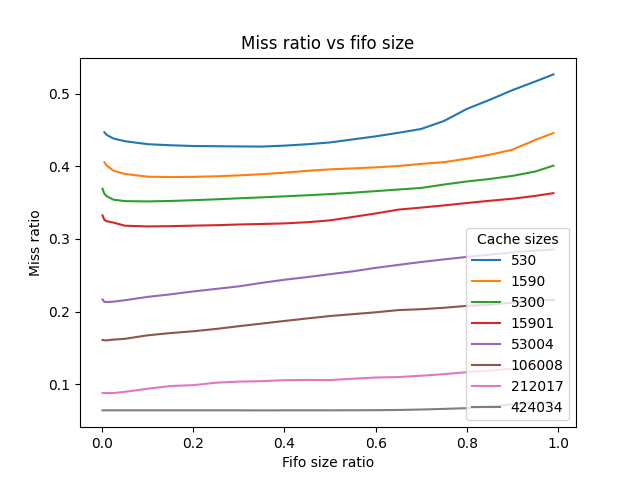 Miss ratio vs fifo size
Miss ratio
0.5
0.4
0.3
0.2
0.1
0.0 0.2 0.4 0.6 0.8 1.0
Fifo size ratio
Cache sizes
530
1590
5300
15901
53004
106008
212017
424034